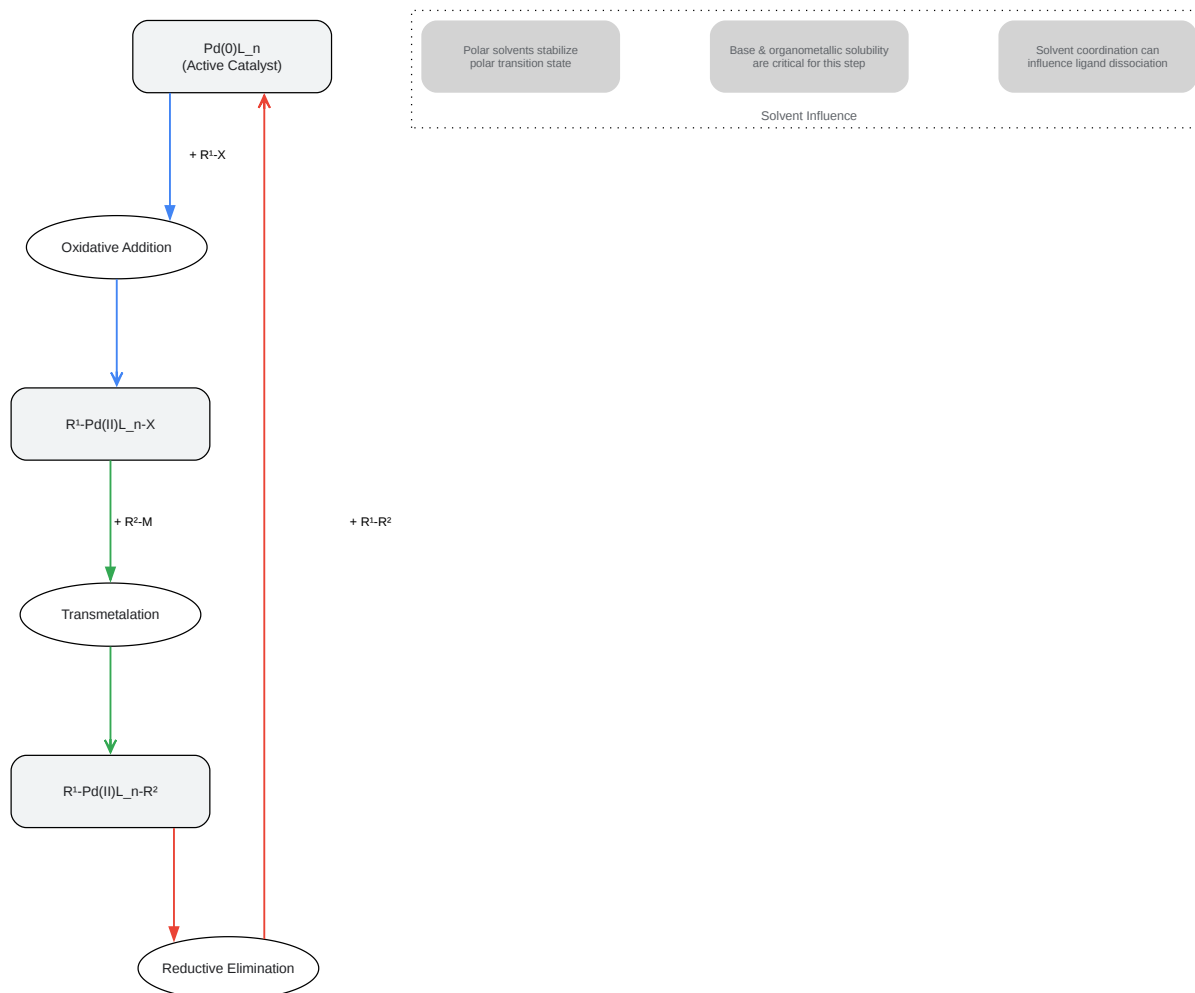 Pd(0)L_n
(Active Catalyst)
Polar solvents stabilize
polar transition state
Base & organometallic solubility
are critical for this step
Solvent coordination can
influence ligand dissociation
Solvent Influence
+ R¹-X
Oxidative Addition
R¹-Pd(II)L_n-X
+ R²-M
+ R¹-R²
Transmetalation
R¹-Pd(II)L_n-R²
Reductive Elimination